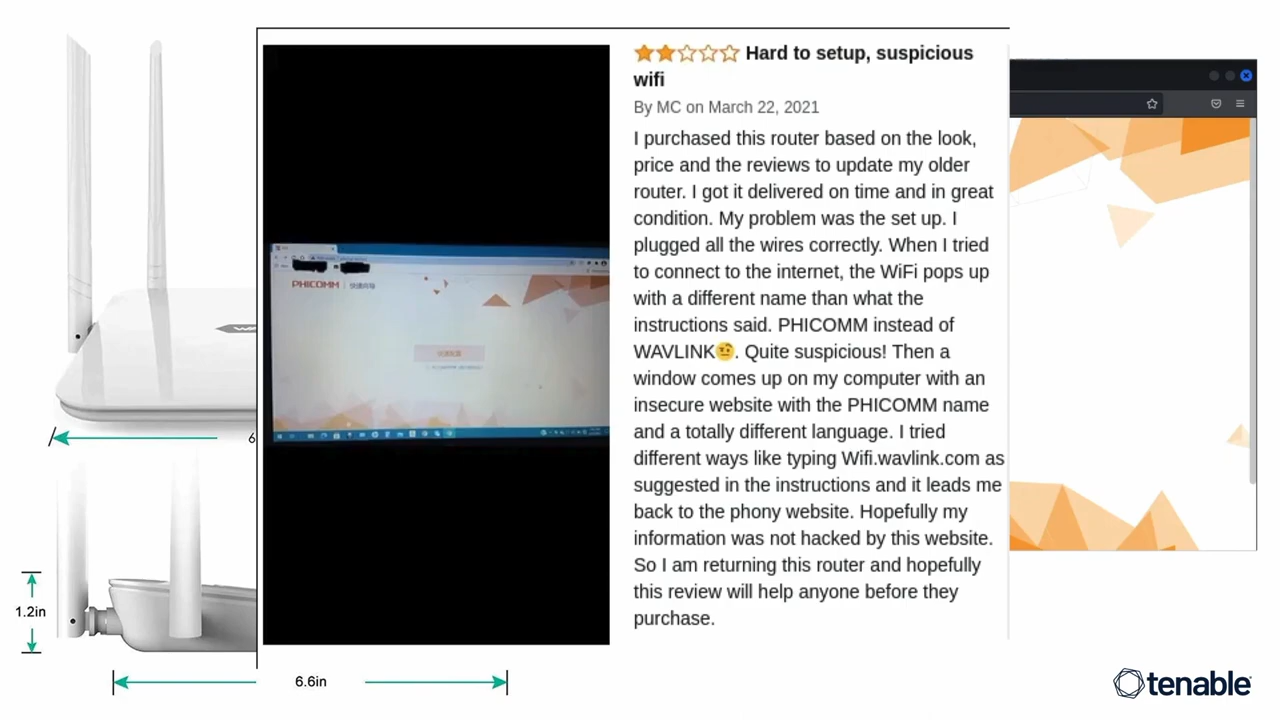 Hard to setup, suspicious
wifi
By MC on March 22, 2021
I purchased this router based on the look,
price and the reviews to update my older
router. I got it delivered on time and in great
condition. My problem was the set up. I
plugged all the wires correctly. When I tried
to connect to the internet, the WiFi pops up
with a different name than what the
instructions said. PHICOMM instead of
WAVLINK🤨. Quite suspicious! Then a
window comes up on my computer with an
insecure website with the PHICOMM name
and a totally different language. I tried
different ways like typing Wifi.wavlink.com as
suggested in the instructions and it leads me
back to the phony website. Hopefully my
information was not hacked by this website.
So I am returning this router and hopefully
this review will help anyone before they
purchase.
PHICOMM | 快速向导
6
1.2in
6.6in
tenable